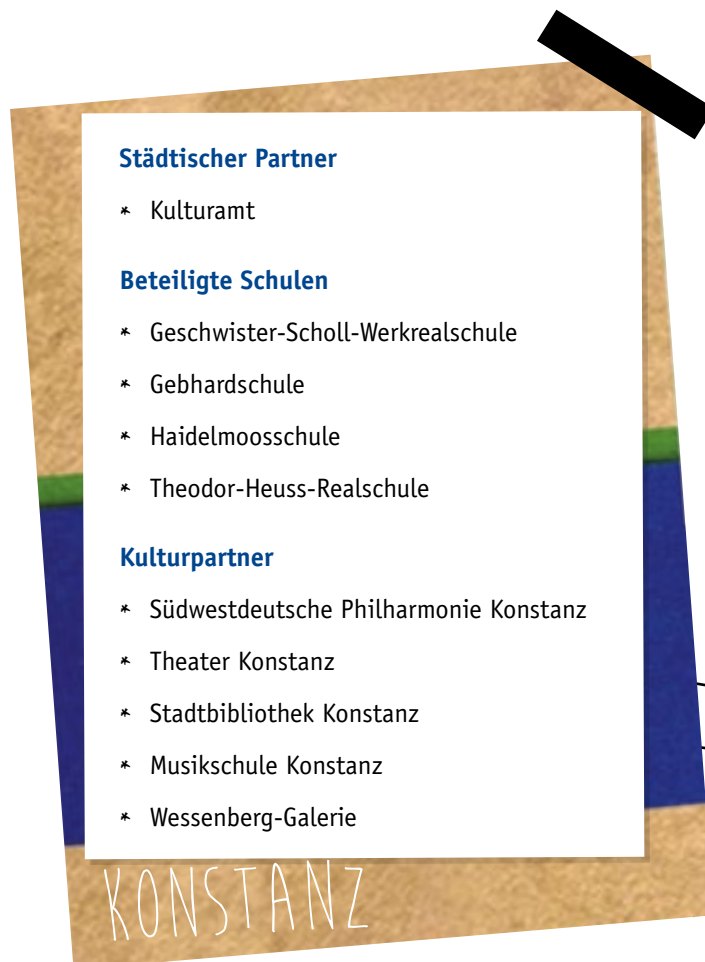 Städtischer Partner
* Kulturamt
Beteiligte Schulen
* Geschwister-Scholl-Werkrealschule
* Gebhardschule
* Haidelmoosschule
* Theodor-Heuss-Realschule
Kulturpartner
* Südwestdeutsche Philharmonie Konstanz
* Theater Konstanz
* Stadtbibliothek Konstanz
* Musikschule Konstanz
* Wessenberg-Galerie
KONSTANZ